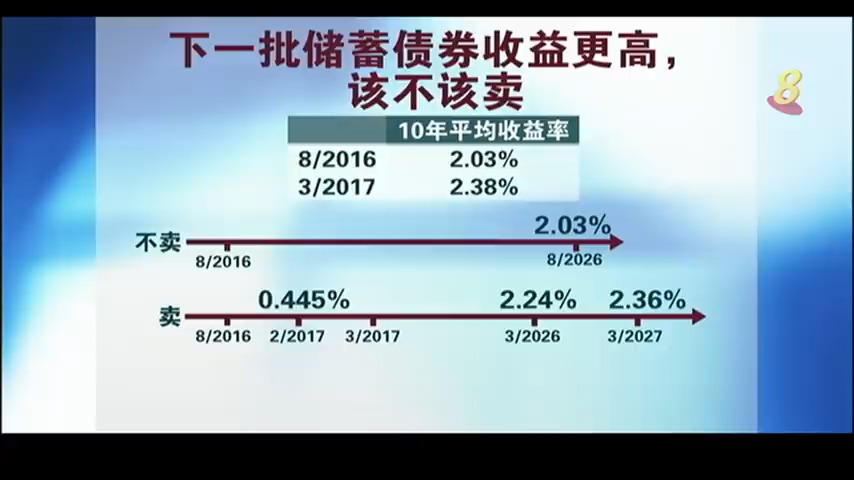 下一批储蓄债券收益更高，
该不该卖
8
10年平均收益率
8/2016 2.03%
3/2017 2.38%
2.03%
不卖
8/2016 8/2026
0.445% 2.24% 2.36%
卖
8/2016 2/2017 3/2017 3/2026 3/2027